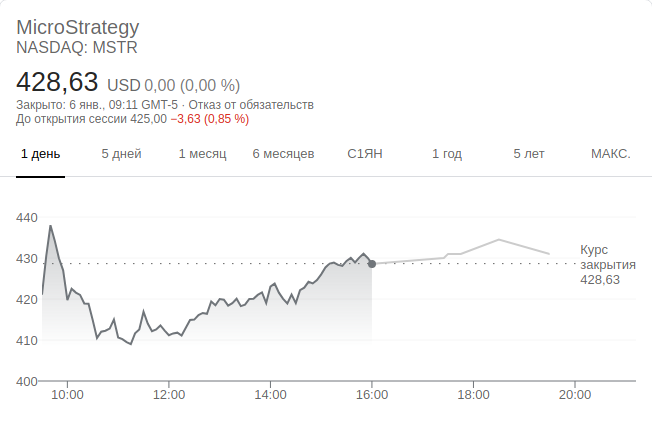 MicroStrategy
NASDAQ: MSTR
428,63 USD 0,00 (0,00 %)
Закрыто: 6 янв., 09:11 GMT-5 · Отказ от обязательств
До открытия сессии 425,00 −3,63 (0,85 %)
1 день 5 дней 1 месяц 6 месяцев С1ЯН 1 год 5 лет МАКС.
440
430
420
410
400
Курс
закрытия
428,63
10:00 12:00 14:00 16:00 18:00 20:00